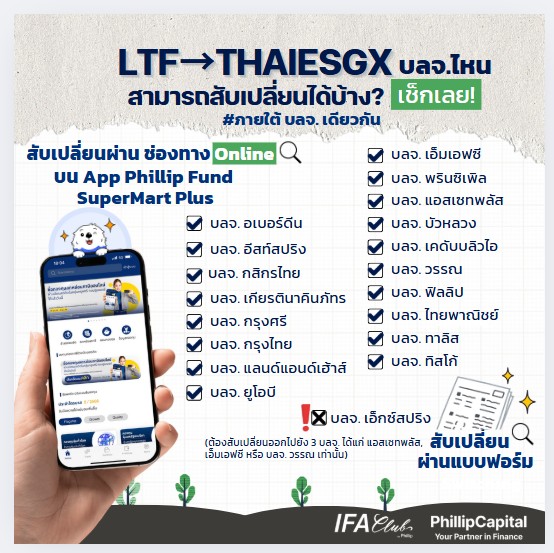 LTF→THAIESGX บลจ.ไหน
สามารถสับเปลี่ยนได้บ้าง? เช็กเลย!
#ภายใต้ บลจ. เดียวกัน
สับเปลี่ยนผ่าน ช่องทาง Online
บน App Phillip Fund
SuperMart Plus
บลจ. อเบอร์ดีน
บลจ. อีสท์สปริง
บลจ. กสิกรไทย
บลจ. เกียรตินาคินภัทร
บลจ. กรุงศรี
บลจ. กรุงไทย
บลจ. แลนด์แอนด์เฮ้าส์
บลจ. ยูโอบี
บลจ. เอ็มเอฟซี
บลจ. พรินซิเพิล
บลจ. แอสเซทพลัส
บลจ. บัวหลวง
บลจ. เคดับบลิวไอ
บลจ. วรรณ
บลจ. ฟิลลิป
บลจ. ไทยพาณิชย์
บลจ. ทาลิส
บลจ. ทิสโก้
บลจ. เอ็กซ์สปริง
(ต้องสับเปลี่ยนออกไปยัง 3 บลจ. ได้แก่ แอสเซทพลัส,
เอ็มเอฟซี หรือ บลจ. วรรณ เท่านั้น)
สับเปลี่ยน
ผ่านแบบฟอร์ม
IFA Club
by Phillip
PhillipCapital
Your Partner in Finance